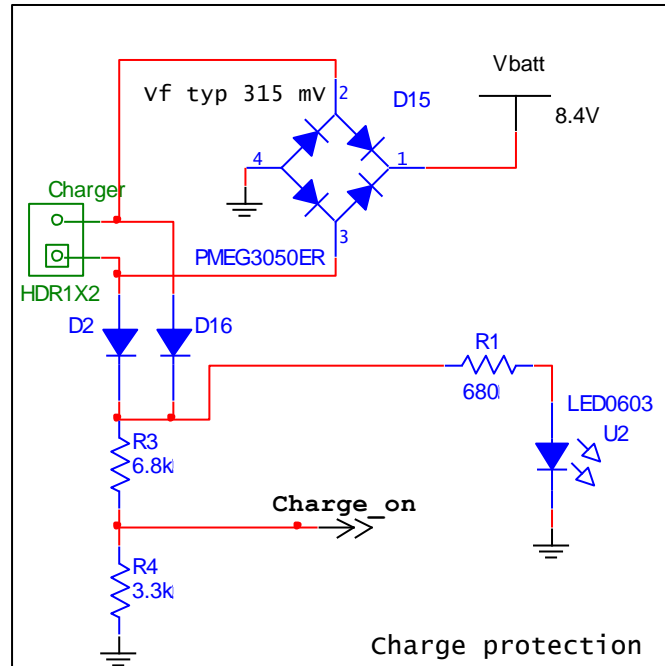 Vbatt
Vf typ 315 mV
2
D15
8.4V
4
1
Charger
3
PMEG3050ER
HDR1X2
D2
D16
R1
680
LED0603
U2
R3
6.8k
Charge_on
R4
3.3k
Charge protection